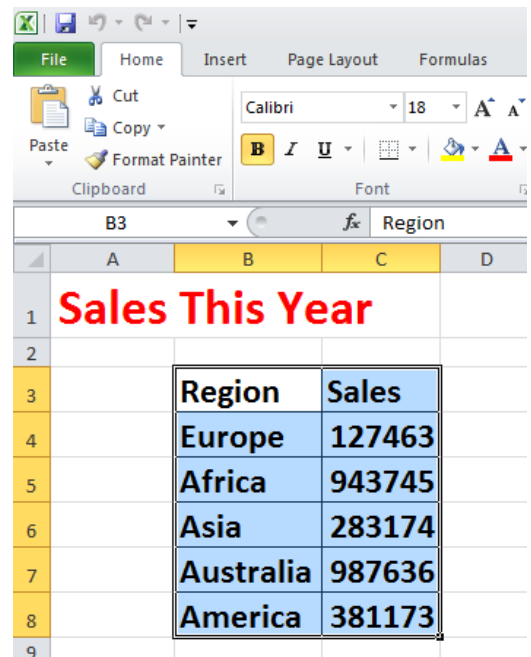 File Home Insert Page Layout Formulas
Cut
Copy
Format Painter
Paste
Calibri 18 A A
B I U A
Clipboard Font
B3 fx Region
A B C D
1 Sales This Year
2
3 Region Sales
4 Europe 127463
5 Africa 943745
6 Asia 283174
7 Australia 987636
8 America 381173
9